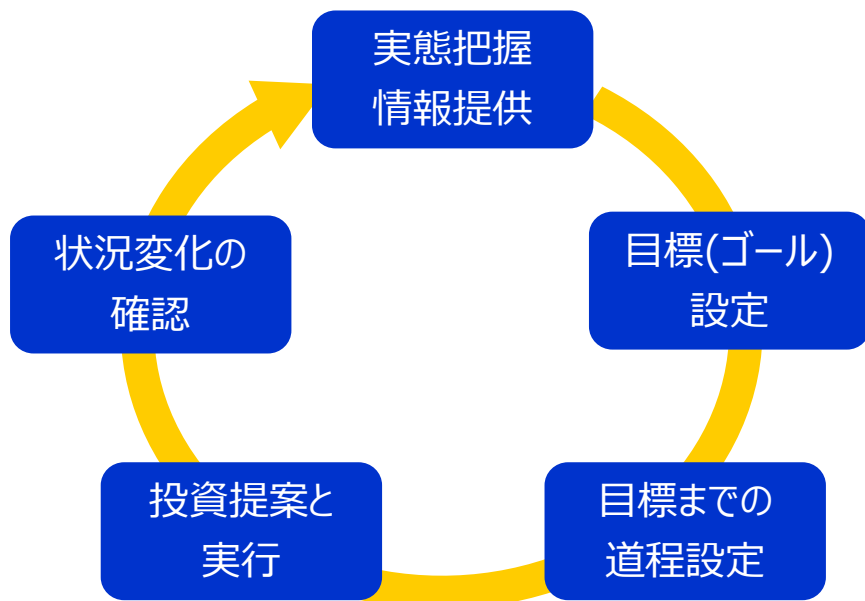 実態把握
情報提供
目標(ゴール)
設定
目標までの
道程設定
投資提案と
実行
状況変化の
確認